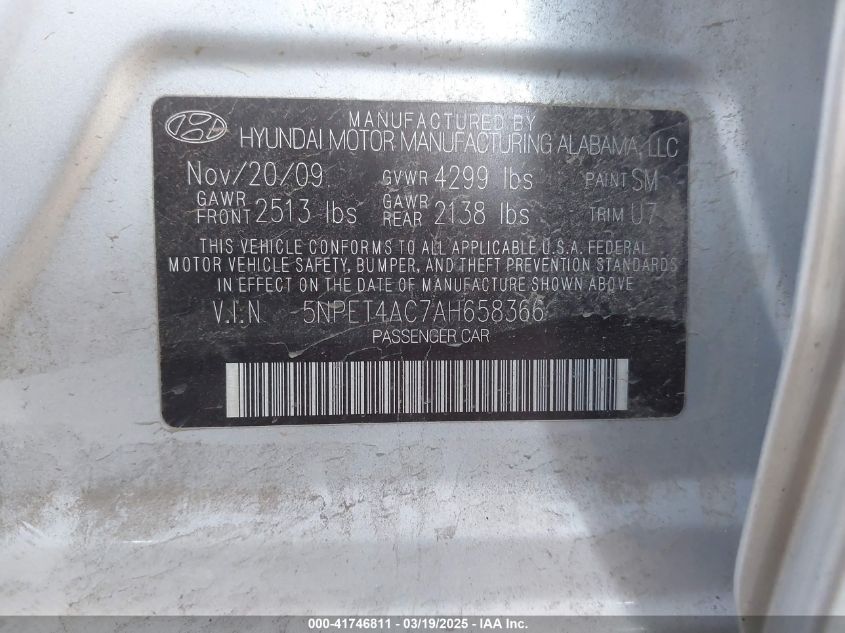 MANUFACTURED BY
HYUNDAI MOTOR MANUFACTURING ALABAMA, LLC
Nov/20/09 GVWR 4299 lbs PAINT SM
GAWR FRONT 2513 lbs GAWR REAR 2138 lbs TRIM U7
THIS VEHICLE CONFORMS TO ALL APPLICABLE U.S.A. FEDERAL
MOTOR VEHICLE SAFETY, BUMPER, AND THEFT PREVENTION STANDARDS
IN EFFECT ON THE DATE OF MANUFACTURE SHOWN ABOVE.
V.I.N 5NPET4AC7AH658366
PASSENGER CAR
000-41746811 - 03/19/2025 - IAA Inc.